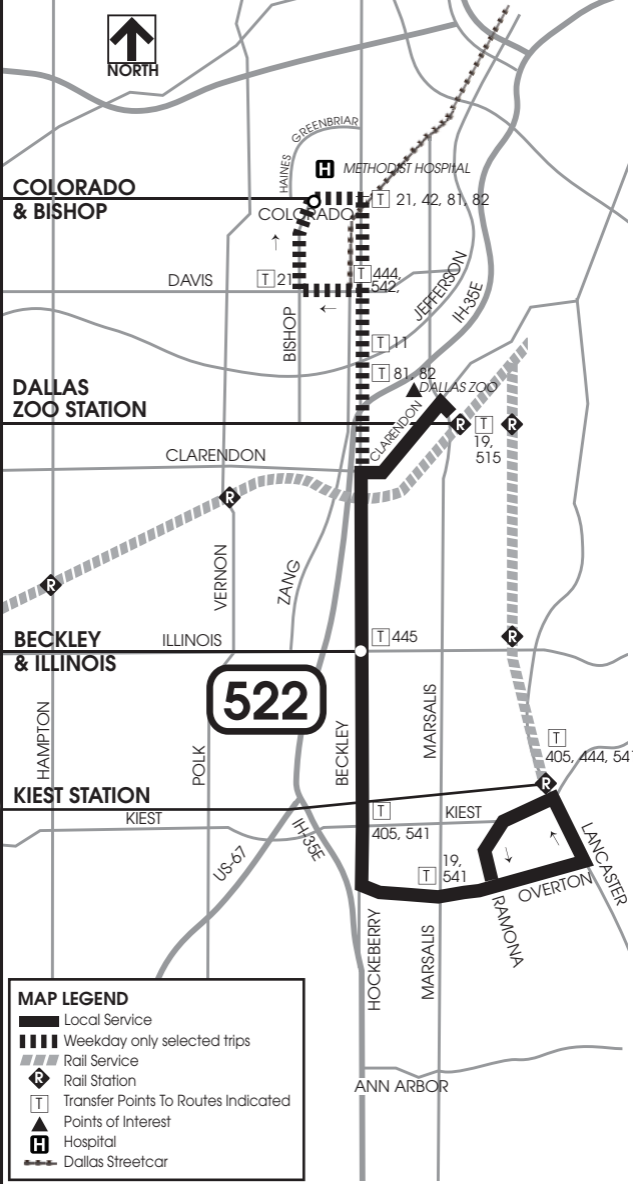 NORTH
GREENBRIAR
HAINES
H METHODIST HOSPITAL
COLORADO
& BISHOP
T 21, 42, 81, 82
COLORADO
DAVIS
T 21
T 444,
542,
JEFFERSON
IH-35E
BISHOP
T 11
T 81, 82
DALLAS ZOO
DALLAS
ZOO STATION
CLARENDON
R
T
19,
515
R
CLARENDON
R
R
VERNON
ZANG
BECKLEY
& ILLINOIS
ILLINOIS
T 445
R
522
HAMPTON
POLK
BECKLEY
MARSALIS
T
405, 444, 541
R
KIEST STATION
KIEST
T
405, 541
KIEST
US-67
IH-35E
19,
T 541
LANCASTER
OVERTON
RAMONA
HOCKEBERRY
MARSALIS
ANN ARBOR
MAP LEGEND
Local Service
Weekday only selected trips
Rail Service
R Rail Station
T Transfer Points To Routes Indicated
Points of Interest
H Hospital
Dallas Streetcar